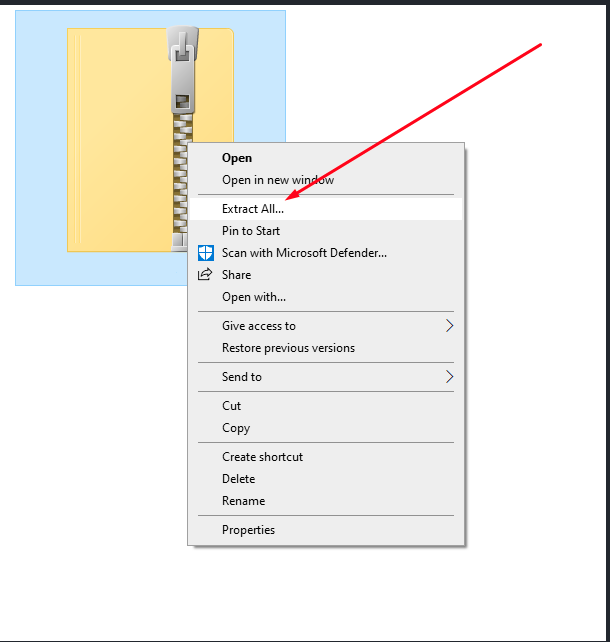 Open
Open in new window
Extract All...
Pin to Start
Scan with Microsoft Defender...
Share
Open with...
Give access to
Restore previous versions
Send to
Cut
Copy
Create shortcut
Delete
Rename
Properties